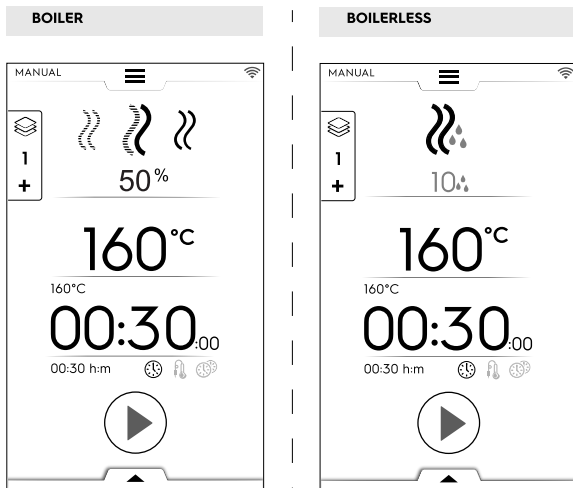 BOILER
MANUAL
1
+
50%
160°C
160°C
00:30:00
00:30 h:m
BOILERLESS
MANUAL
1
+
10
160°C
160°C
00:30:00
00:30 h:m